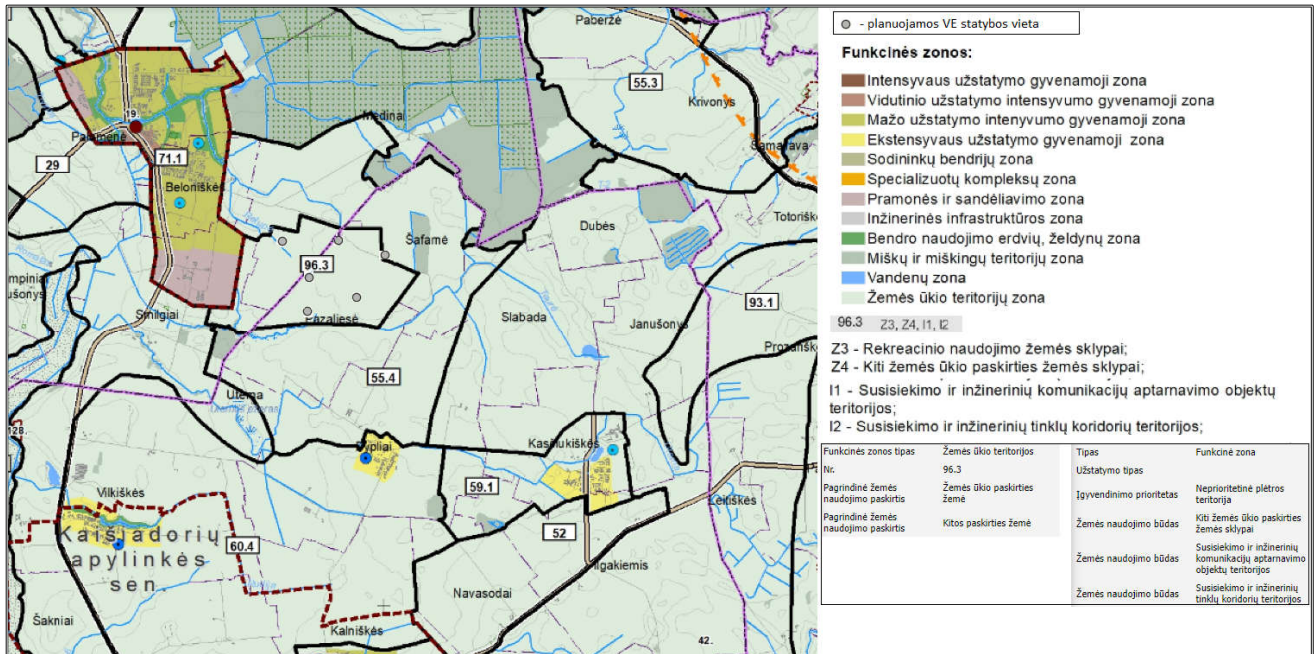 Paberžė
55.3
Krivonys
Medinai
19.
29
71.1
Beloniškės
Totorišk
Dubės
Šafarnė
96.3
93.1
Pazaliesė
Smilgiai
Slabada
Janušonys
55.4
Utema
128.
Kasiukiškės
59.1
Leitiškės
Vilkiškės
52
Kaišiadorių
apylinkės
sen.
60.4
Ilgakiemis
Navasodai
Šakniai
Kalniškės
42.
- planuojamos VE statybos vieta
Funkcinės zonos:
Intensyvaus užstatymo gyvenamoji zona
Vidutinio užstatymo intensyvumo gyvenamoji zona
Mažo užstatymo intenyvumo gyvenamoji zona
Ekstensyvaus užstatymo gyvenamoji zona
Sodininkų bendrijų zona
Specializuotų kompleksų zona
Pramonės ir sandėliavimo zona
Inžinerinės infrastruktūros zona
Bendro naudojimo erdvių, želdynų zona
Miškų ir miškingų teritorijų zona
Vandenų zona
Žemės ūkio teritorijų zona
96.3 Z3, Z4, I1, I2
Z3 - Rekreacinio naudojimo žemės sklypai;
Z4 - Kiti žemės ūkio paskirties žemės sklypai;
I1 - Susisiekimo ir inžinerinių komunikacijų aptarnavimo objektų
teritorijos;
I2 - Susisiekimo ir inžinerinių tinklų koridorių teritorijos;
Funkcinės zonos tipas Žemės ūkio teritorijos
Nr. 96.3
Pagrindinė žemės
naudojimo paskirtis
Žemės ūkio paskirties
žemė
Pagrindinė žemės
naudojimo paskirtis
Kitos paskirties žemė
Tipas Funkcinė zona
Užstatymo tipas
Įgyvendinimo prioritetas
Neprioritetinė plėtros
teritorija
Žemės naudojimo būdas
Kiti žemės ūkio paskirties
žemės sklypai
Žemės naudojimo būdas
Susisiekimo ir inžinerinių
komunikacijų aptarnavimo
objektų teritorijos
Žemės naudojimo būdas
Susisiekimo ir inžinerinių
tinklų koridorių teritorijos